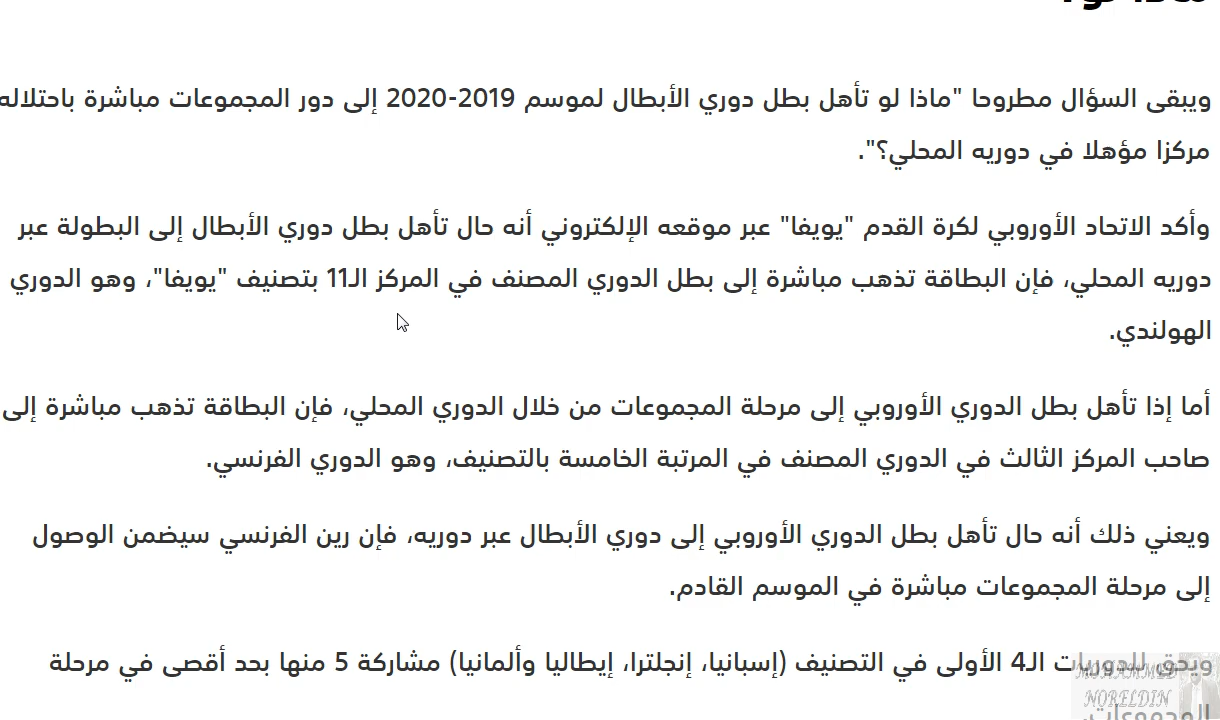 ويبقى السؤال مطروحا "ماذا لو تأهل بطل دوري الأبطال لموسم 2019-2020 إلى دور المجموعات مباشرة باحتلاله
مركزا مؤهلا في دوريه المحلي؟".
وأكد الاتحاد الأوروبي لكرة القدم "يويفا" عبر موقعه الإلكتروني أنه حال تأهل بطل دوري الأبطال إلى البطولة عبر
دوريه المحلي، فإن البطاقة تذهب مباشرة إلى بطل الدوري المصنف في المركز الـ11 بتصنيف "يويفا"، وهو الدوري
الهولندي.
أما إذا تأهل بطل الدوري الأوروبي إلى مرحلة المجموعات من خلال الدوري المحلي، فإن البطاقة تذهب مباشرة إلى
صاحب المركز الثالث في الدوري المصنف في المرتبة الخامسة بالتصنيف، وهو الدوري الفرنسي.
ويعني ذلك أنه حال تأهل بطل الدوري الأوروبي إلى دوري الأبطال عبر دوريه، فإن رين الفرنسي سيضمن الوصول
إلى مرحلة المجموعات مباشرة في الموسم القادم.
ويحق للدوريات الـ4 الأولى في التصنيف (إسبانيا، إنجلترا، إيطاليا وألمانيا) مشاركة 5 منها بحد أقصى في مرحلة
المجموعات.
MOHAMMED
NORELDIN